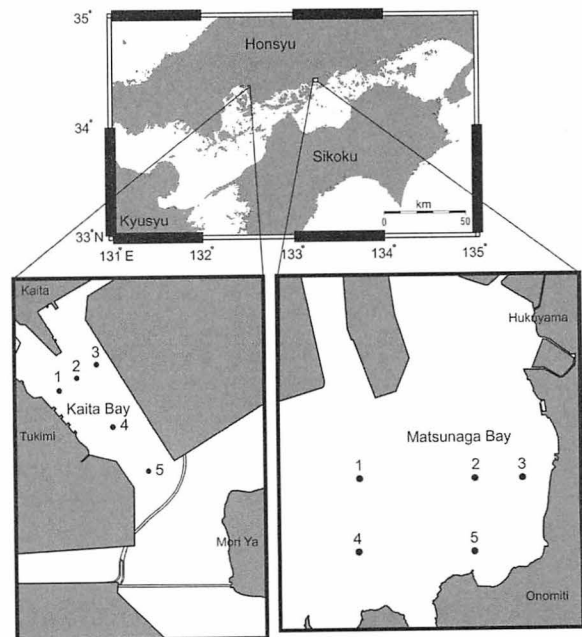 35°
Honsyu
34°
Sikoku
km
0 50
Kyusyu
33°N
131°E 132° 133° 134° 135°
Kaita
3
2
1
Kaita Bay
4
Tukimi
5
Mori Ya
Hukuyama
Matsunaga Bay
1 2 3
4 5
Onomiti